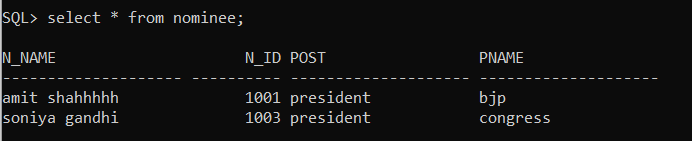 SQL> select * from nominee;
N_NAME                     N_ID POST                 PNAME
-------------------- ---------- -------------------- --------------------
amit shahhhhh              1001 president            bjp
soniya gandhi              1003 president            congress